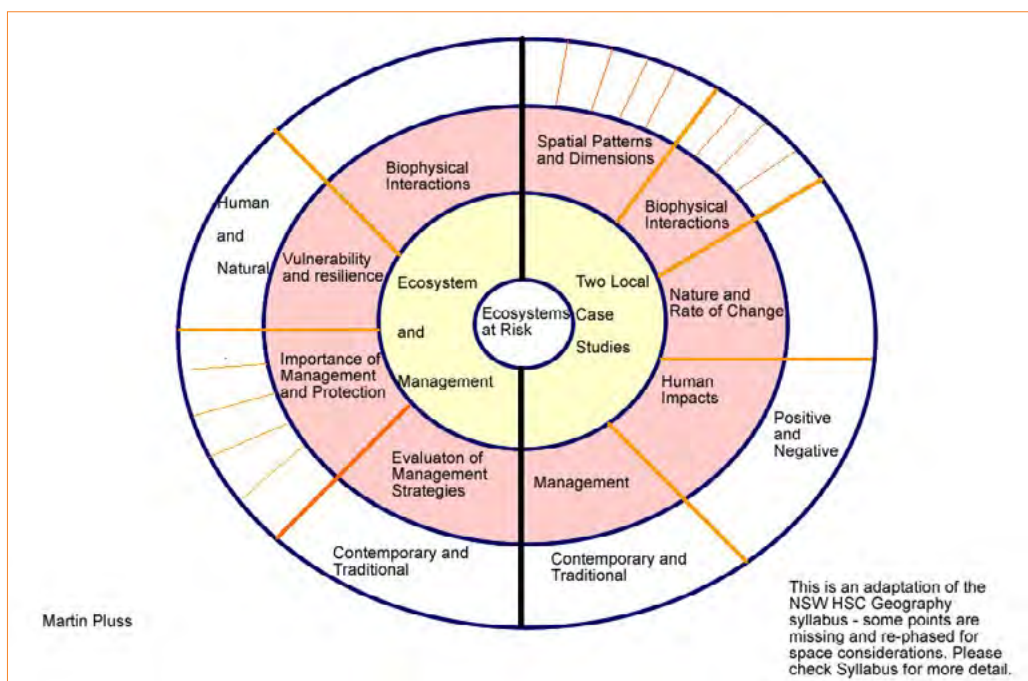 Spatial Patterns
and Dimensions
Biophysical
Interactions
Biophysical
Interactions
Human
and
Natural
Vulnerability
and resilience
Ecosystem
and
Management
Ecosystems
at Risk
Two Local
Case
Studies
Nature and
Rate of Change
Importance of
Management
and Protection
Human
Impacts
Positive
and
Negative
Evaluaton of
Management
Strategies
Management
Contemporary and
Traditional
Contemporary and
Traditional
Martin Pluss
This is an adaptation of the
NSW HSC Geography
syllabus - some points are
missing and re-phased for
space considerations. Please
check Syllabus for more detail.